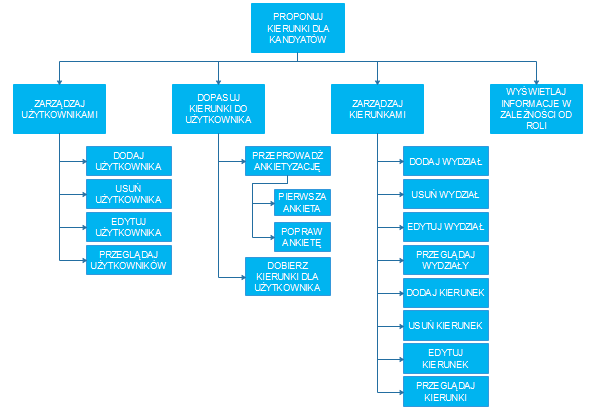 PROPONUJ
KIERUNKI DLA
KANDYATÓW
ZARZĄDZAJ
UŻYTKOWNIKAMI
DOPASUJ
KIERUNKI DO
UŻYTKOWNIKA
ZARZĄDZAJ
KIERUNKAMI
WYŚWIETLAJ
INFORMACJE W
ZALEŻNOŚCI OD
ROLI
DODAJ
UŻYTKOWNIKA
USUŃ
UŻYTKOWNIKA
EDYTUJ
UŻYTKOWNIKA
PRZEGLĄDAJ
UŻYTKOWNIKÓW
PRZEPROWADŹ
ANKIETYZACJĘ
PIERWSZA
ANKIETA
POPRAW
ANKIETĘ
DOBIERZ
KIERUNKI DLA
UŻYTKOWNIKA
DODAJ WYDZIAŁ
USUŃ WYDZIAŁ
EDYTUJ WYDZIAŁ
PRZEGLĄDAJ
WYDZIAŁY
DODAJ KIERUNEK
USUŃ KIERUNEK
EDYTUJ
KIERUNEK
PRZEGLĄDAJ
KIERUNKI